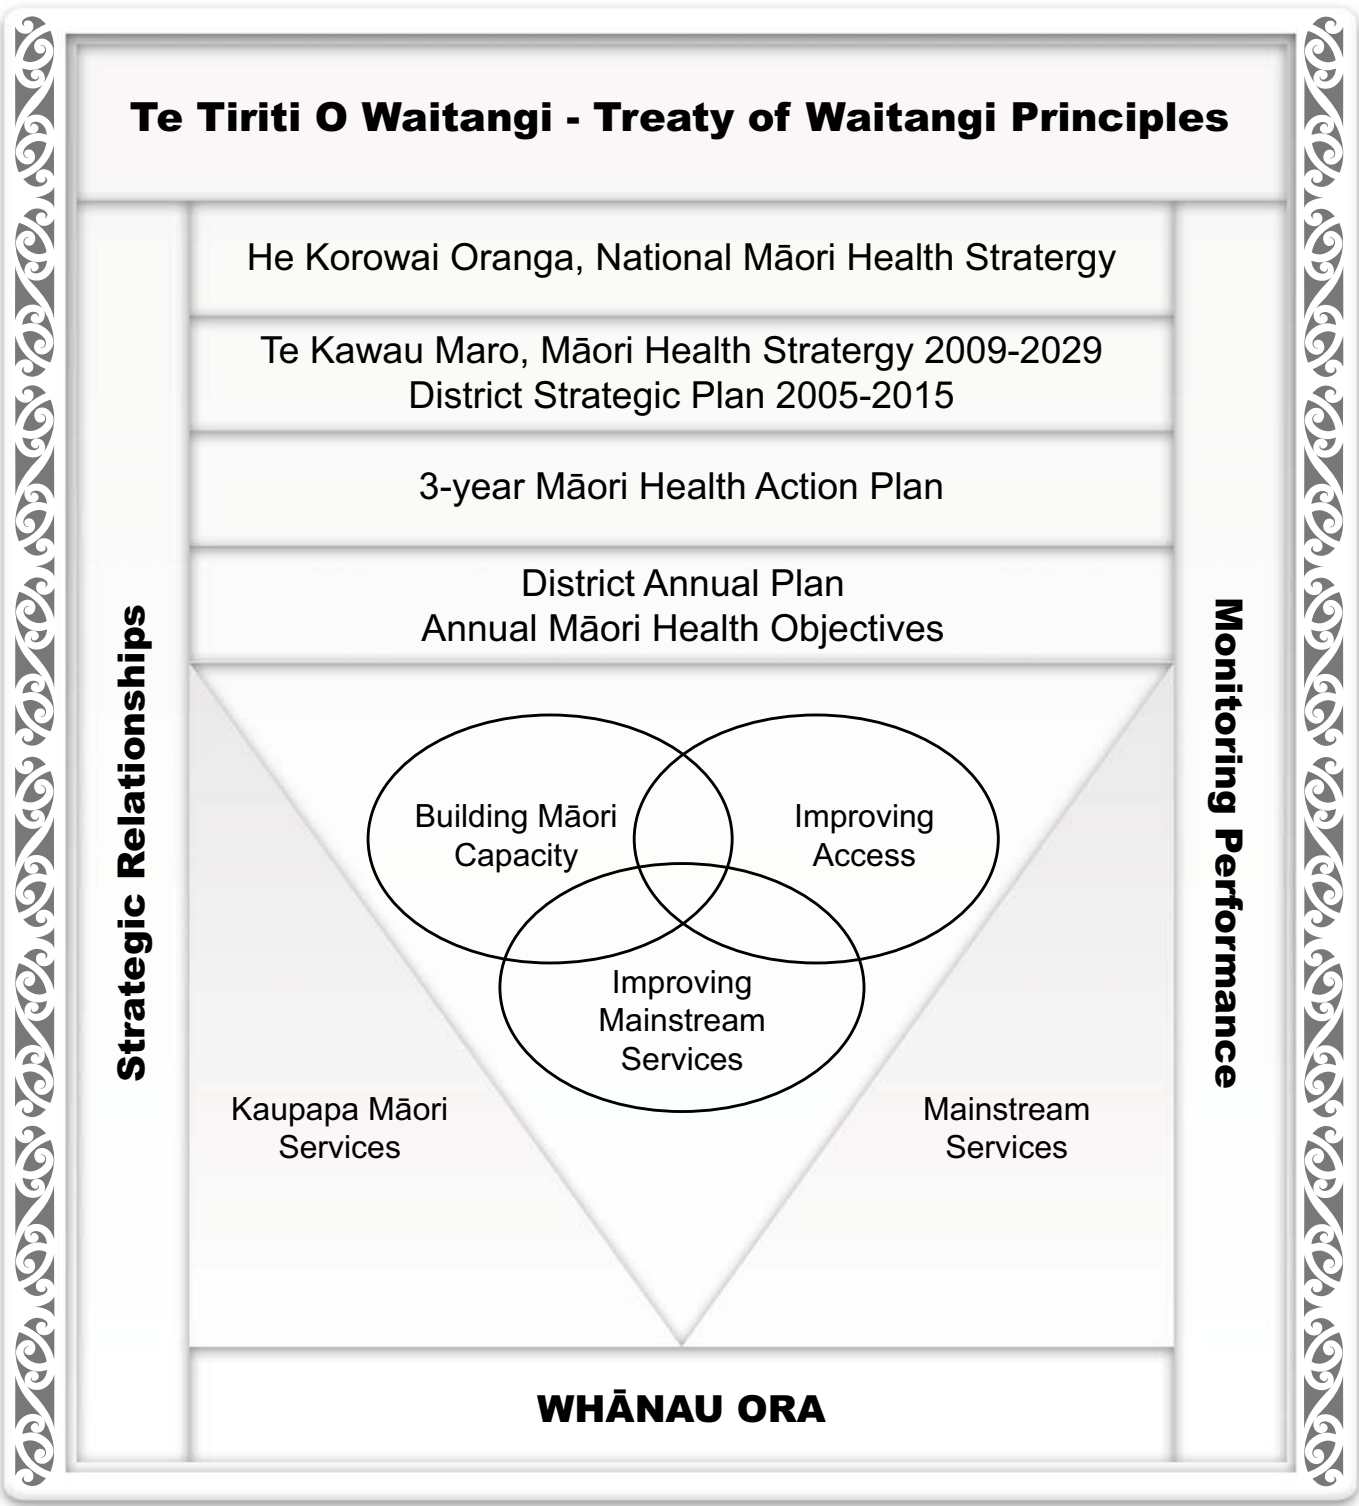 Te Tiriti O Waitangi - Treaty of Waitangi Principles
He Korowai Oranga, National Māori Health Stratergy
Te Kawau Maro, Māori Health Stratergy 2009-2029
District Strategic Plan 2005-2015
3-year Māori Health Action Plan
District Annual Plan
Annual Māori Health Objectives
Strategic Relationships
Monitoring Performance
Building Māori
Capacity
Improving
Access
Improving
Mainstream
Services
Kaupapa Māori
Services
Mainstream
Services
WHĀNAU ORA